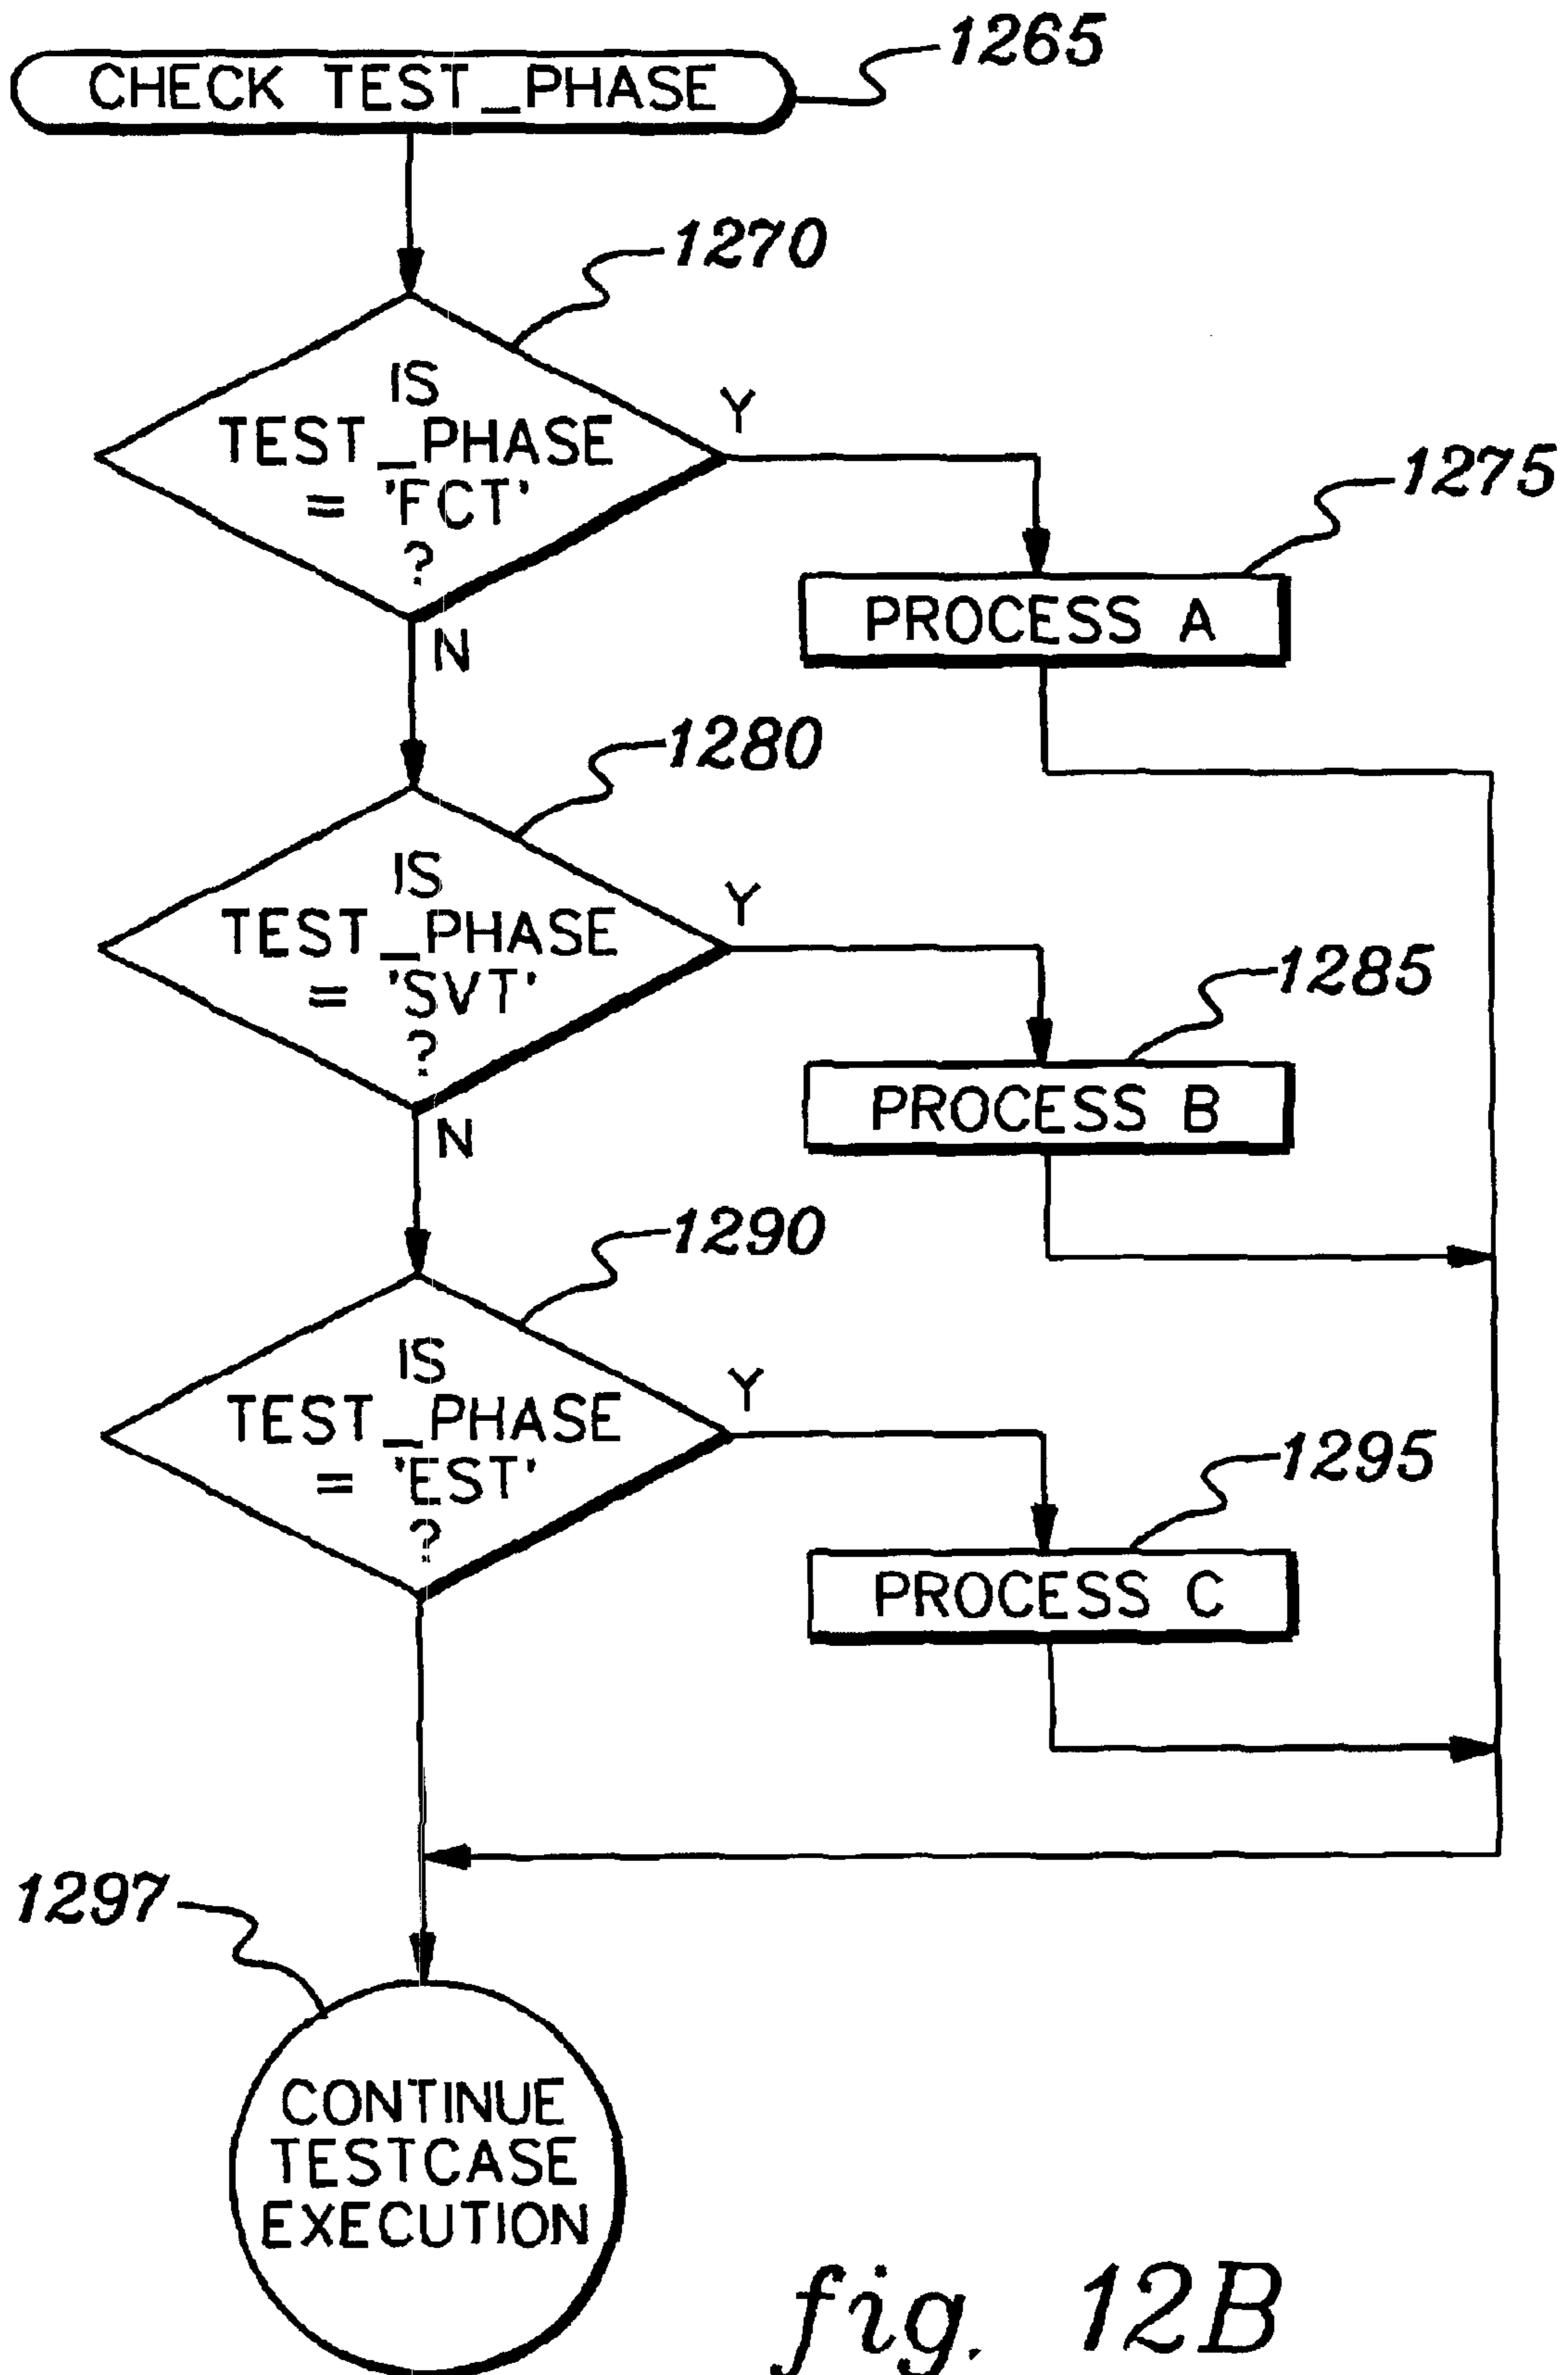 CHECK TEST_PHASE
1265
1270
IS
TEST_PHASE
= 'FCT'
?
Y
N
1275
PROCESS A
1280
IS
TEST_PHASE
= 'SVT'
?
Y
N
1285
PROCESS B
1290
IS
TEST_PHASE
= 'EST'
?
Y
1295
PROCESS C
1297
CONTINUE
TESTCASE
EXECUTION
fig. 12B